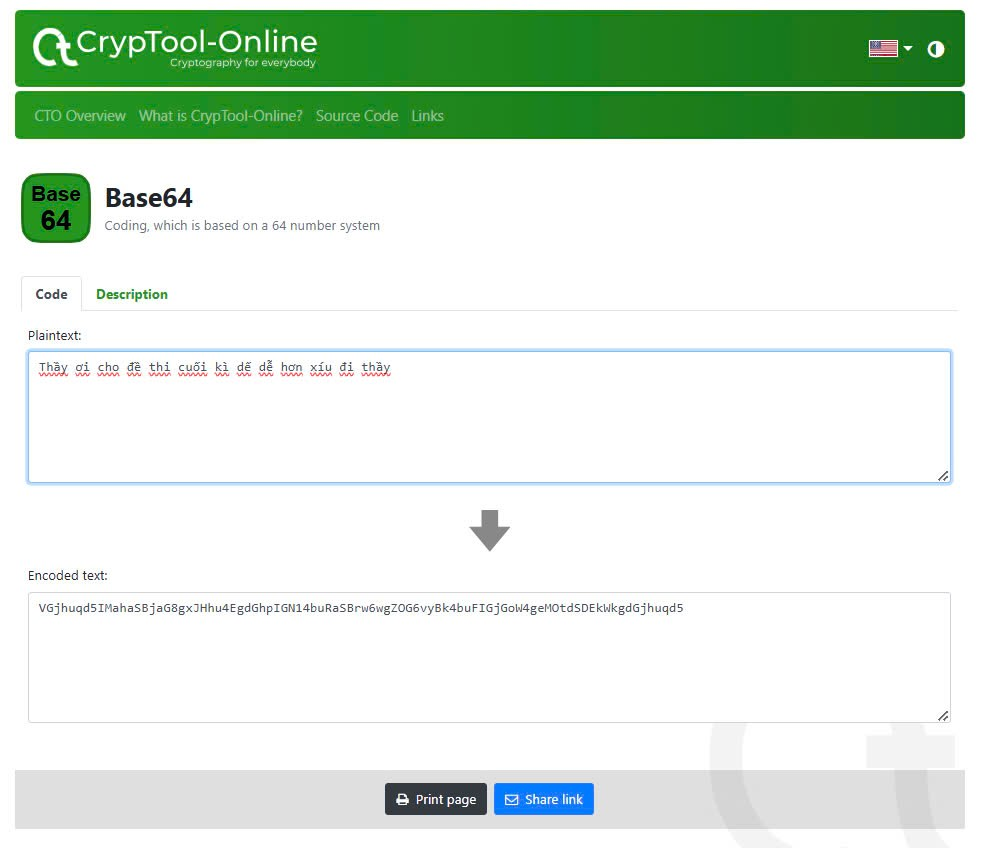 CrypTool-Online
Cryptography for everybody
CTO Overview What is CrypTool-Online? Source Code Links
Base
64
Base64
Coding, which is based on a 64 number system
Code Description
Plaintext:
Thầy ơi cho đề thi cuối kì dế dễ hơn xíu đi thầy
Encoded text:
VGjhuqd5IMahaSBjaG8gxJHhu4EgdGhpIGN14buRaSBrw6wgZOG6vyBk4buFIGjGoW4geMOtdSDEkWkgdGjhuqd5
Print page Share link